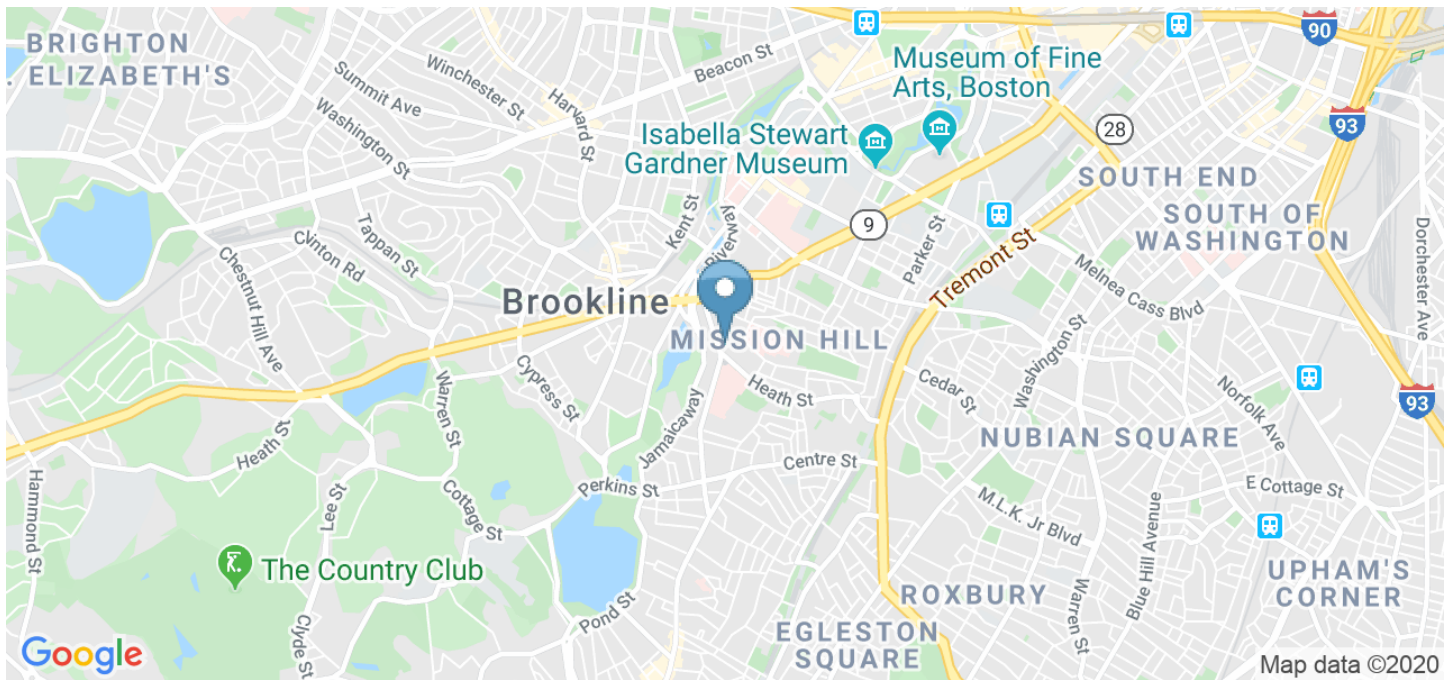 BRIGHTON
. ELIZABETH'S
Summit Ave
Winchester St
Washington St
Harvard St
Beacon St
Museum of Fine
Arts, Boston
Isabella Stewart
Gardner Museum
90
93
28
SOUTH END
SOUTH OF
WASHINGTON
Dorchester Ave
Kent St
Riverway
9
Parker St
Tremont St
Melnea Cass Blvd
Tappan St
Clinton Rd
Chestnut Hill Ave
Brookline
MISSION HILL
Washington St
Cypress St
Warren St
Heath St
Jamaicaway
Heath St
Cedar St
Norfolk Ave
93
NUBIAN SQUARE
Centre St
Perkins St
Hammond St
Lee St
Cottage St
M.L.K. Jr Blvd
E Cottage St
Blue Hill Avenue
The Country Club
UPHAM'S
CORNER
ROXBURY
Warren St
Pond St
EGLESTON
SQUARE
Clyde St
Google
Map data ©2020